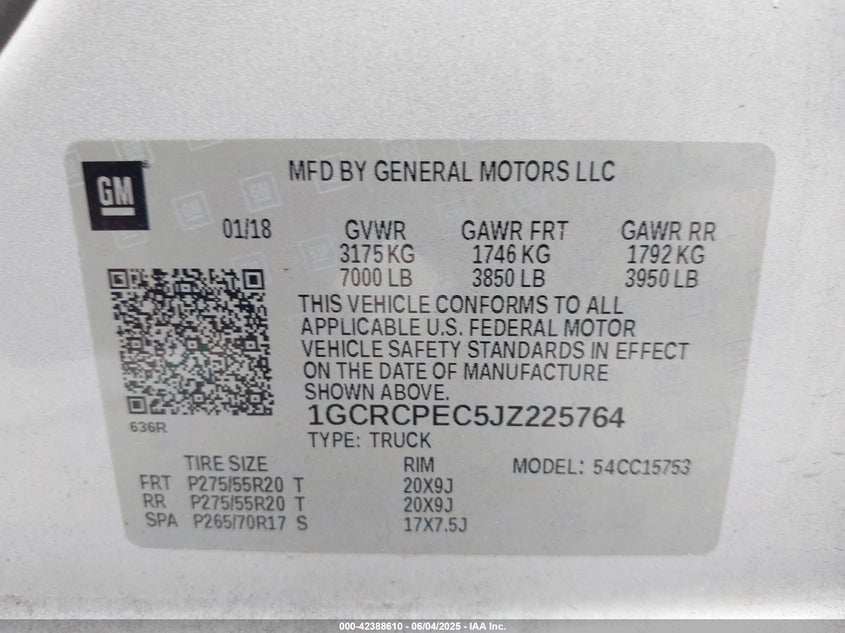 GM
MFD BY GENERAL MOTORS LLC
01/18 GVWR GAWR FRT GAWR RR
3175 KG 1746 KG 1792 KG
7000 LB 3850 LB 3950 LB
THIS VEHICLE CONFORMS TO ALL
APPLICABLE U.S. FEDERAL MOTOR
VEHICLE SAFETY STANDARDS IN EFFECT
ON THE DATE OF MANUFACTURE
SHOWN ABOVE.
636R
1GCRCPEC5JZ225764
TYPE: TRUCK
TIRE SIZE RIM MODEL: 54CC15753
FRT P275/55R20 T 20X9J
RR P275/55R20 T 20X9J
SPA P265/70R17 S 17X7.5J
000-42388610 - 06/04/2025 - IAA Inc.